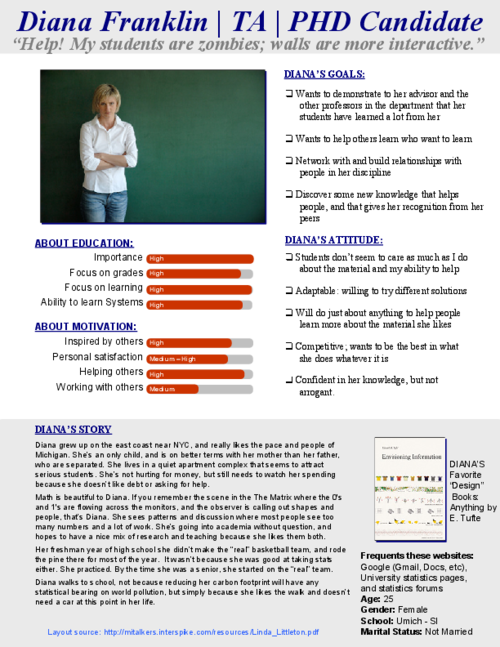 Diana Franklin | TA | PHD Candidate
“Help! My students are zombies; walls are more interactive.”
DIANA'S GOALS:
❑ Wants to demonstrate to her advisor and the
other professors in the department that her
students have learned a lot from her
❑ Wants to help others learn who want to learn
❑ Network with and build relationships with
people in her discipline
❑ Discover some new knowledge that helps
people, and that gives her recognition from her
peers
ABOUT EDUCATION:
Importance High
Focus on grades High
Focus on learning High
Ability to learn Systems High
ABOUT MOTIVATION:
Inspired by others High
Personal satisfaction Medium – High
Helping others High
Working with others Medium
DIANA'S ATTITUDE:
❑ Students don't seem to care as much as I do
about the material and my ability to help
❑ Adaptable: willing to try different solutions
❑ Will do just about anything to help people
learn more about the material she likes
❑ Competitive; wants to be the best in what
she does whatever it is
❑ Confident in her knowledge, but not
arrogant.
DIANA'S STORY
Diana grew up on the east coast near NYC, and really likes the pace and people of
Michigan. She's an only child, and is on better terms with her mother than her father,
who are separated. She lives in a quiet apartment complex that seems to attract
serious students. She's not hurting for money, but still needs to watch her spending
because she doesn't like debt or asking for help.
Math is beautiful to Diana. If you remember the scene in the The Matrix where the 0's
and 1's are flowing across the monitors, and the observer is calling out shapes and
people, that's Diana. She sees patterns and discovery where most people see too
many numbers and a lot of work. She's going into academia without question, and
hopes to have a nice mix of research and teaching because she likes them both.
Her freshman year of high school she didn't make the "real" basketball team, and rode
the pine there for most of the year. It wasn't because she was good at taking stats
either. She practiced. By the time she was a senior, she started on the "real" team.
Diana walks to school, not because reducing her carbon footprint will have any
statistical bearing on world pollution, but simply because she likes the walk and doesn't
need a car at this point in her life.
Layout source: http://mitalkers.interspike.com/resources/Linda_Littleton.pdf
Envisioning Information
DIANA'S
Favorite
"Design"
Books:
Anything by
E. Tufte
Frequents these websites:
Google (Gmail, Docs, etc),
University statistics pages,
and statistics forums
Age: 25
Gender: Female
School: Umich - SI
Marital Status: Not Married